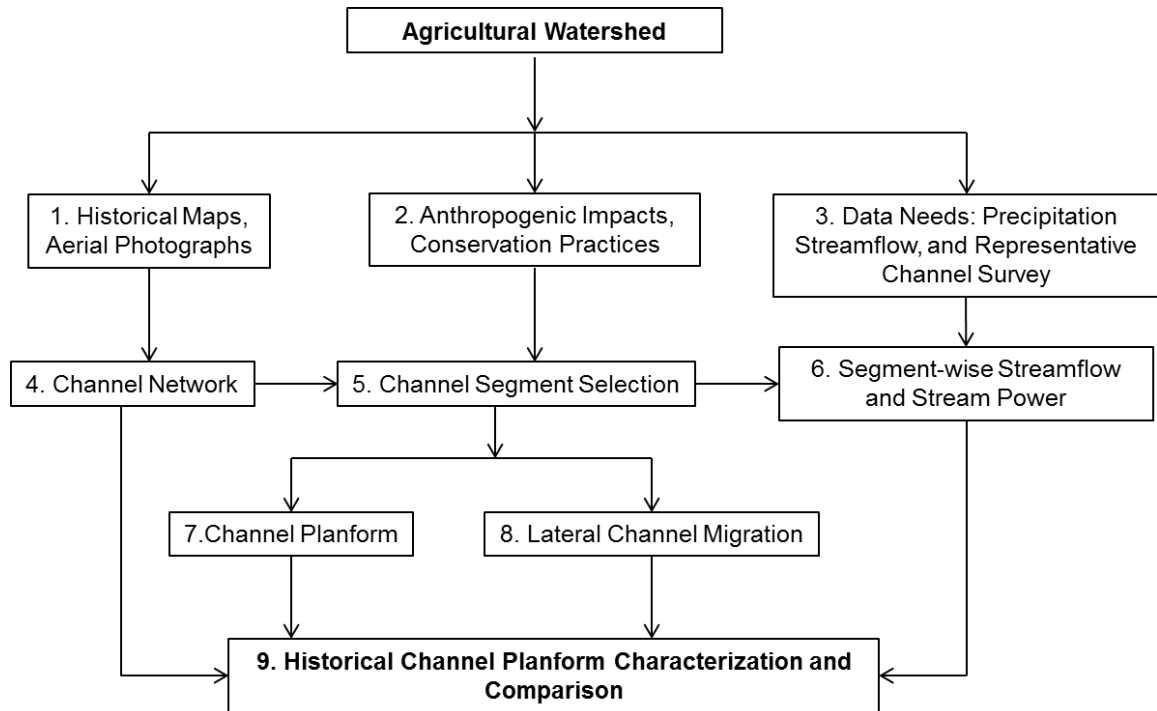 Agricultural Watershed
1. Historical Maps,
Aerial Photographs
2. Anthropogenic Impacts,
Conservation Practices
3. Data Needs: Precipitation
Streamflow, and Representative
Channel Survey
4. Channel Network
5. Channel Segment Selection
6. Segment-wise Streamflow
and Stream Power
7.Channel Planform
8. Lateral Channel Migration
9. Historical Channel Planform Characterization and
Comparison